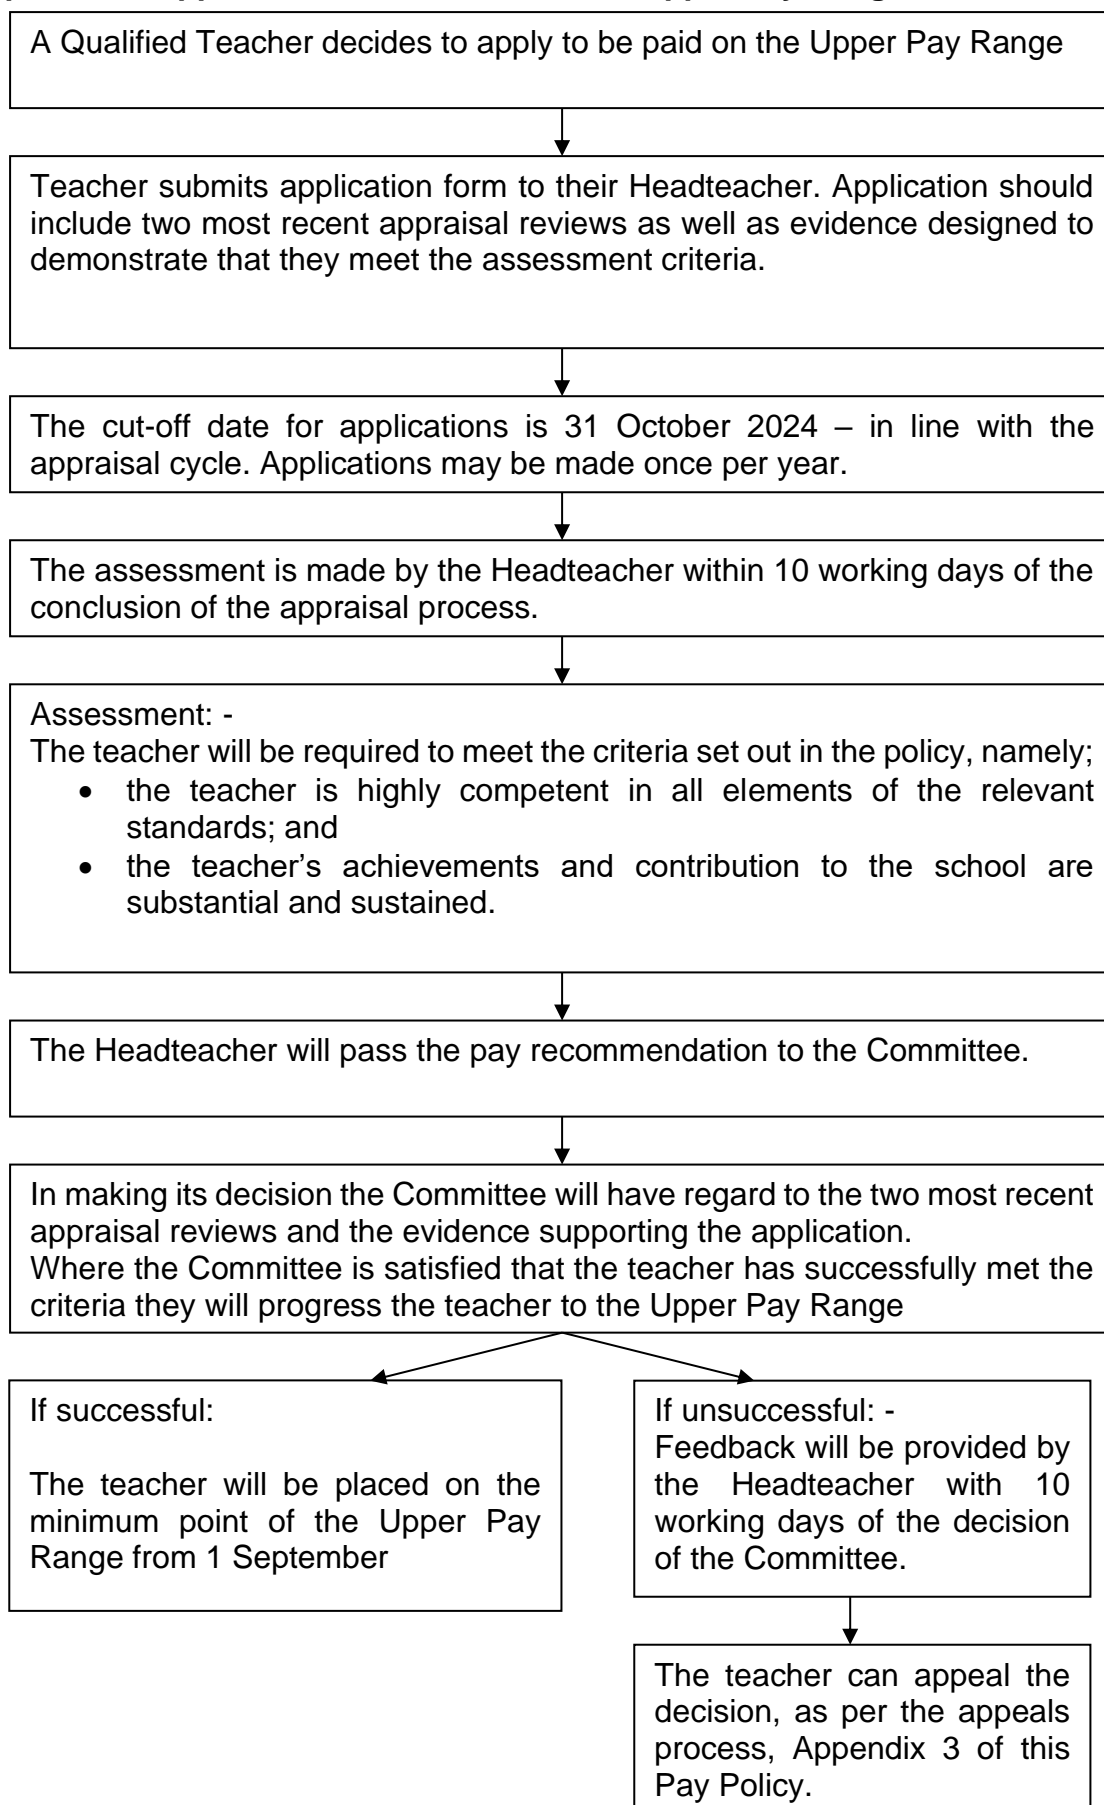 A Qualified Teacher decides to apply to be paid on the Upper Pay Range
Teacher submits application form to their Headteacher. Application should
include two most recent appraisal reviews as well as evidence designed to
demonstrate that they meet the assessment criteria.
The cut-off date for applications is 31 October 2024 – in line with the
appraisal cycle. Applications may be made once per year.
The assessment is made by the Headteacher within 10 working days of the
conclusion of the appraisal process.
Assessment: -
The teacher will be required to meet the criteria set out in the policy, namely;
• the teacher is highly competent in all elements of the relevant
standards; and
• the teacher’s achievements and contribution to the school are
substantial and sustained.
The Headteacher will pass the pay recommendation to the Committee.
In making its decision the Committee will have regard to the two most recent
appraisal reviews and the evidence supporting the application.
Where the Committee is satisfied that the teacher has successfully met the
criteria they will progress the teacher to the Upper Pay Range
If successful:
The teacher will be placed on the
minimum point of the Upper Pay
Range from 1 September
If unsuccessful: -
Feedback will be provided by
the Headteacher with 10
working days of the decision
of the Committee.
The teacher can appeal the
decision, as per the appeals
process, Appendix 3 of this
Pay Policy.